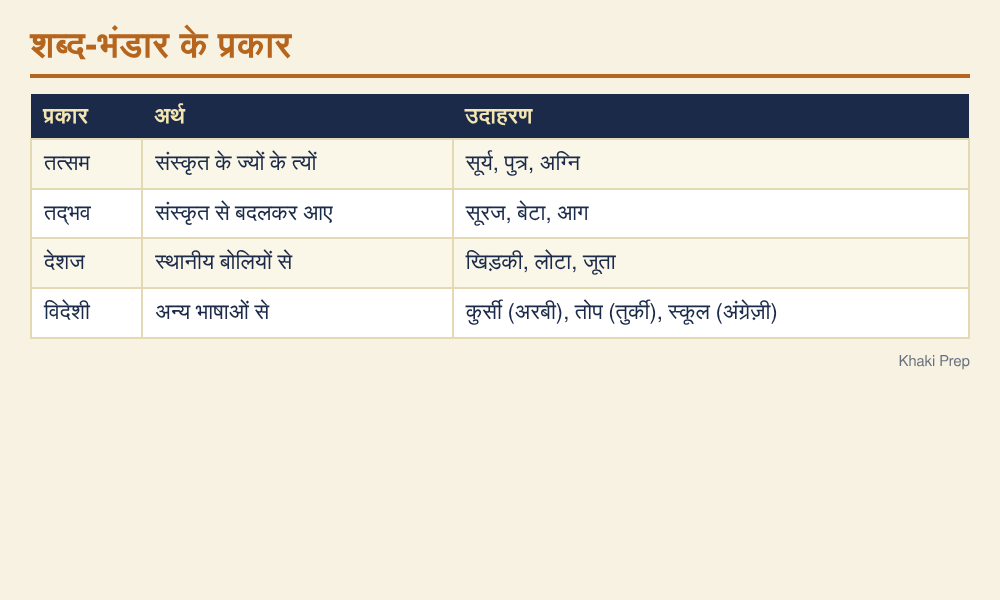 शब्द-भंडार के प्रकार
प्रकार अर्थ उदाहरण
तत्सम संस्कृत के ज्यों के त्यों सूर्य, पुत्र, अग्नि
तद्‌भव संस्कृत से बदलकर आए सूरज, बेटा, आग
देशज स्थानीय बोलियों से खिड़की, लोटा, जूता
विदेशी अन्य भाषाओं से कुर्सी (अरबी), तोप (तुर्की), स्कूल (अंग्रेज़ी)
Khaki Prep